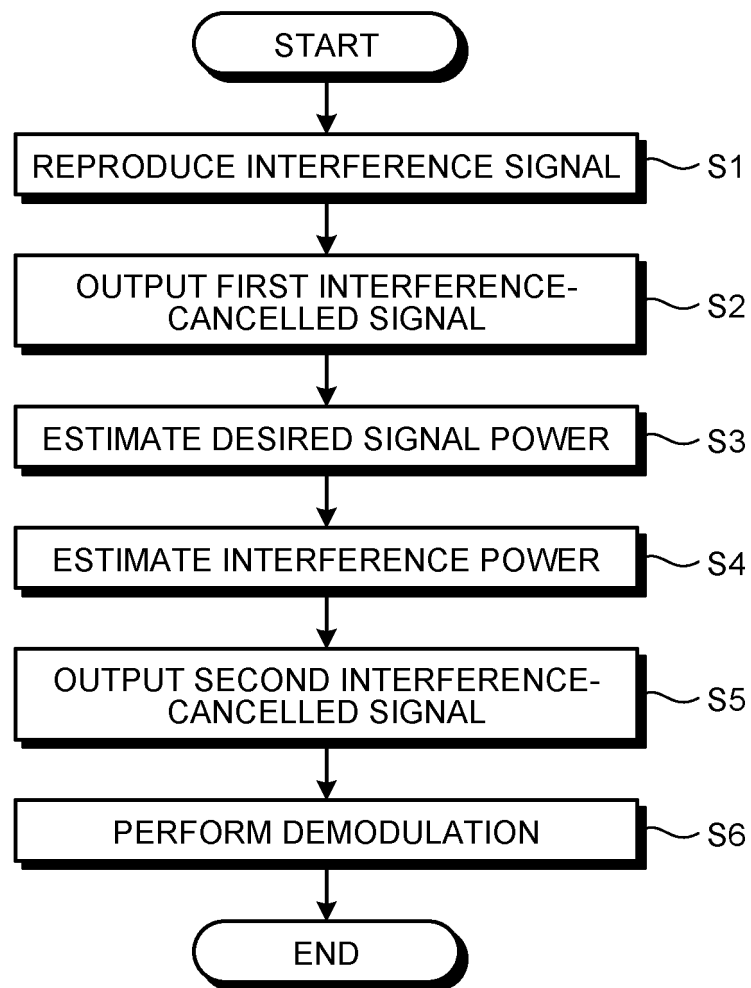 START
REPRODUCE INTERFERENCE SIGNAL
S1
OUTPUT FIRST INTERFERENCE-
CANCELLED SIGNAL
S2
ESTIMATE DESIRED SIGNAL POWER
S3
ESTIMATE INTERFERENCE POWER
S4
OUTPUT SECOND INTERFERENCE-
CANCELLED SIGNAL
S5
PERFORM DEMODULATION
S6
END